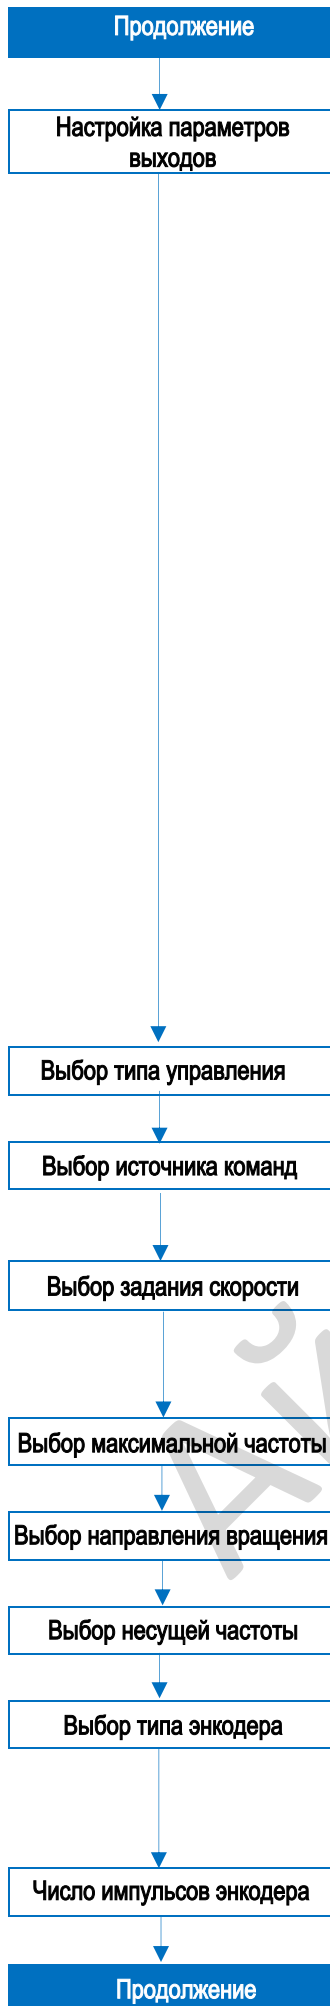 Продолжение
Настройка параметров
выходов
Выбор типа управления
Выбор источника команд
Выбор задания скорости
Выбор максимальной частоты
Выбор направления вращения
Выбор несущей частоты
Выбор типа энкодера
Число импульсов энкодера
Продолжение